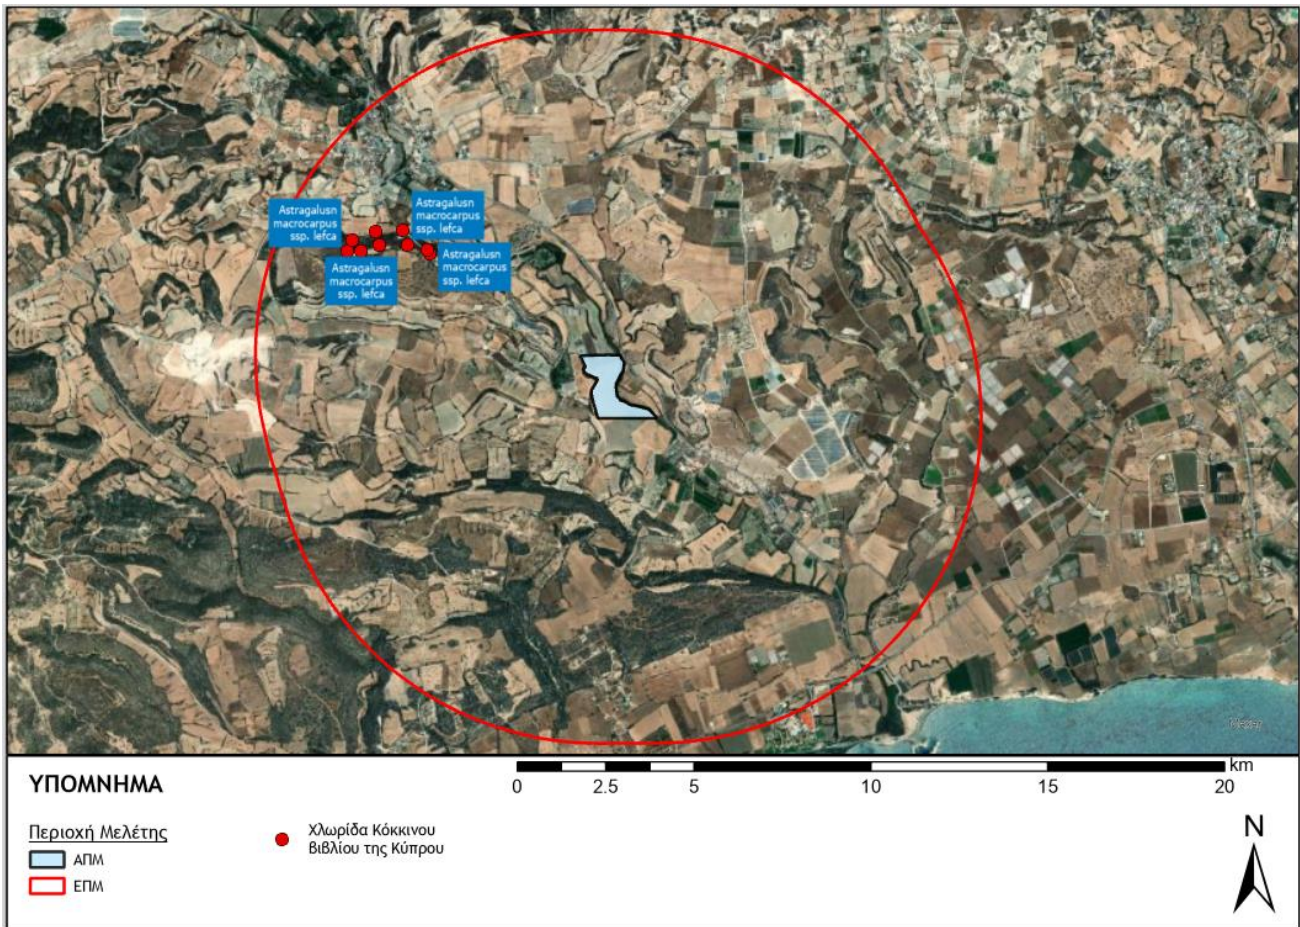 Astragalusn
macrocarpus
ssp. lefca
Astragalusn
macrocarpus
ssp. lefca
Astragalusn
macrocarpus
ssp. lefca
Astragalusn
macrocarpus
ssp. lefca
ΥΠΟΜΝΗΜΑ
Περιοχή Μελέτης
ΑΠΜ
ΕΠΜ
Χλωρίδα Κόκκινου
Βιβλίου της Κύπρου
0 2.5 5 10 15 20 km
N